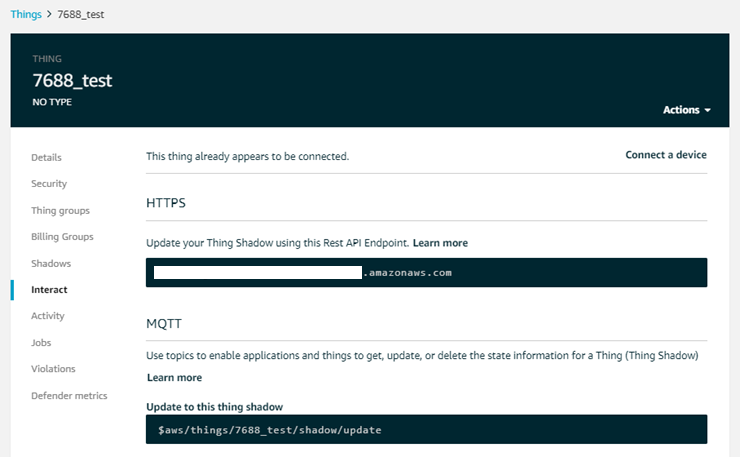 Things > 7688_test
THING
7688_test
NO TYPE
Actions
Details
Security
Thing groups
Billing Groups
Shadows
Interact
Activity
Jobs
Violations
Defender metrics
This thing already appears to be connected.
Connect a device
HTTPS
Update your Thing Shadow using this Rest API Endpoint. Learn more
.amazonaws.com
MQTT
Use topics to enable applications and things to get, update, or delete the state information for a Thing (Thing Shadow)
Learn more
Update to this thing shadow
$aws/things/7688_test/shadow/update